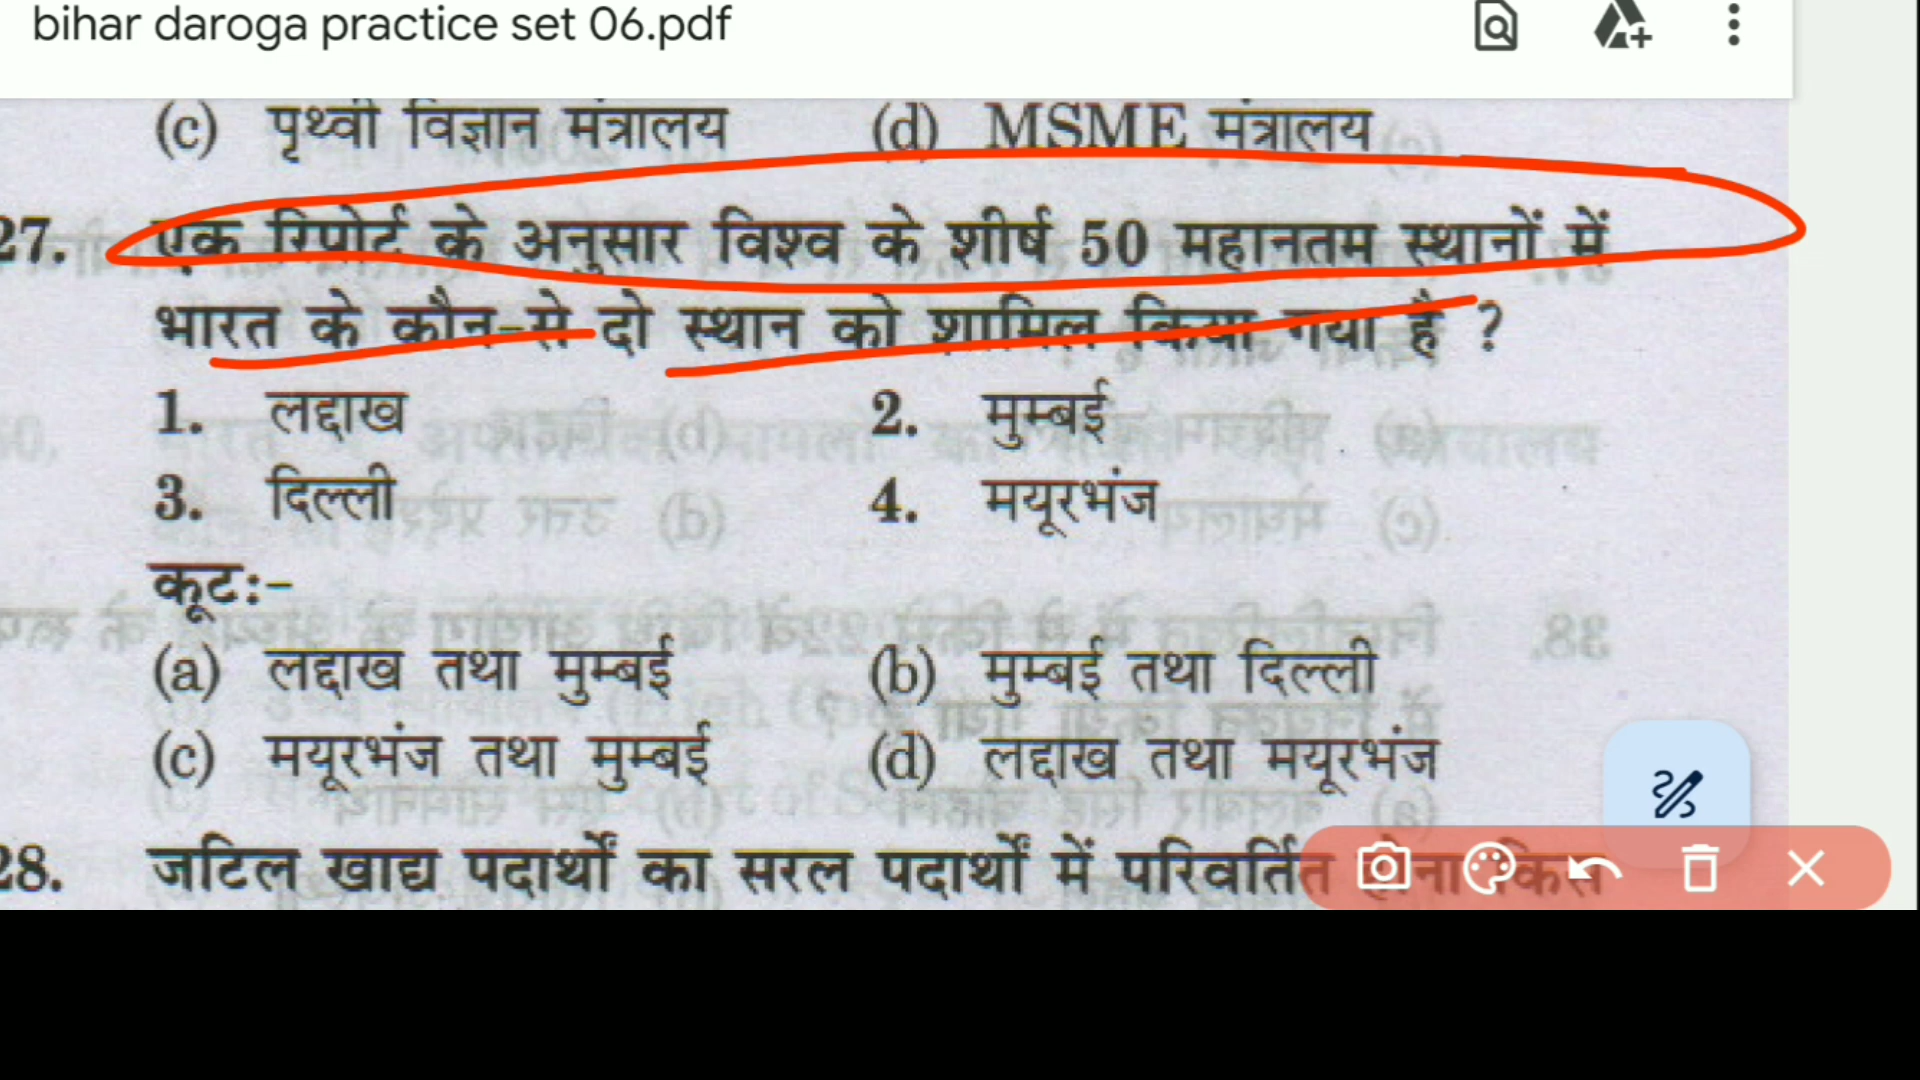 bihar daroga practice set 06.pdf
(c) पृथ्वी विज्ञान मंत्रालय (d) MSME मंत्रालय
27. एक रिपोर्ट के अनुसार विश्व के शीर्ष 50 महानतम स्थानों में
भारत के कौन-से दो स्थान को शामिल किया गया है ?
1. लद्दाख 2. मुम्बई
3. दिल्ली 4. मयूरभंज
कूटः-
(a) लद्दाख तथा मुम्बई (b) मुम्बई तथा दिल्ली
(c) मयूरभंज तथा मुम्बई (d) लद्दाख तथा मयूरभंज
28. जटिल खाद्य पदार्थों का सरल पदार्थों में परिवर्तित होना किस